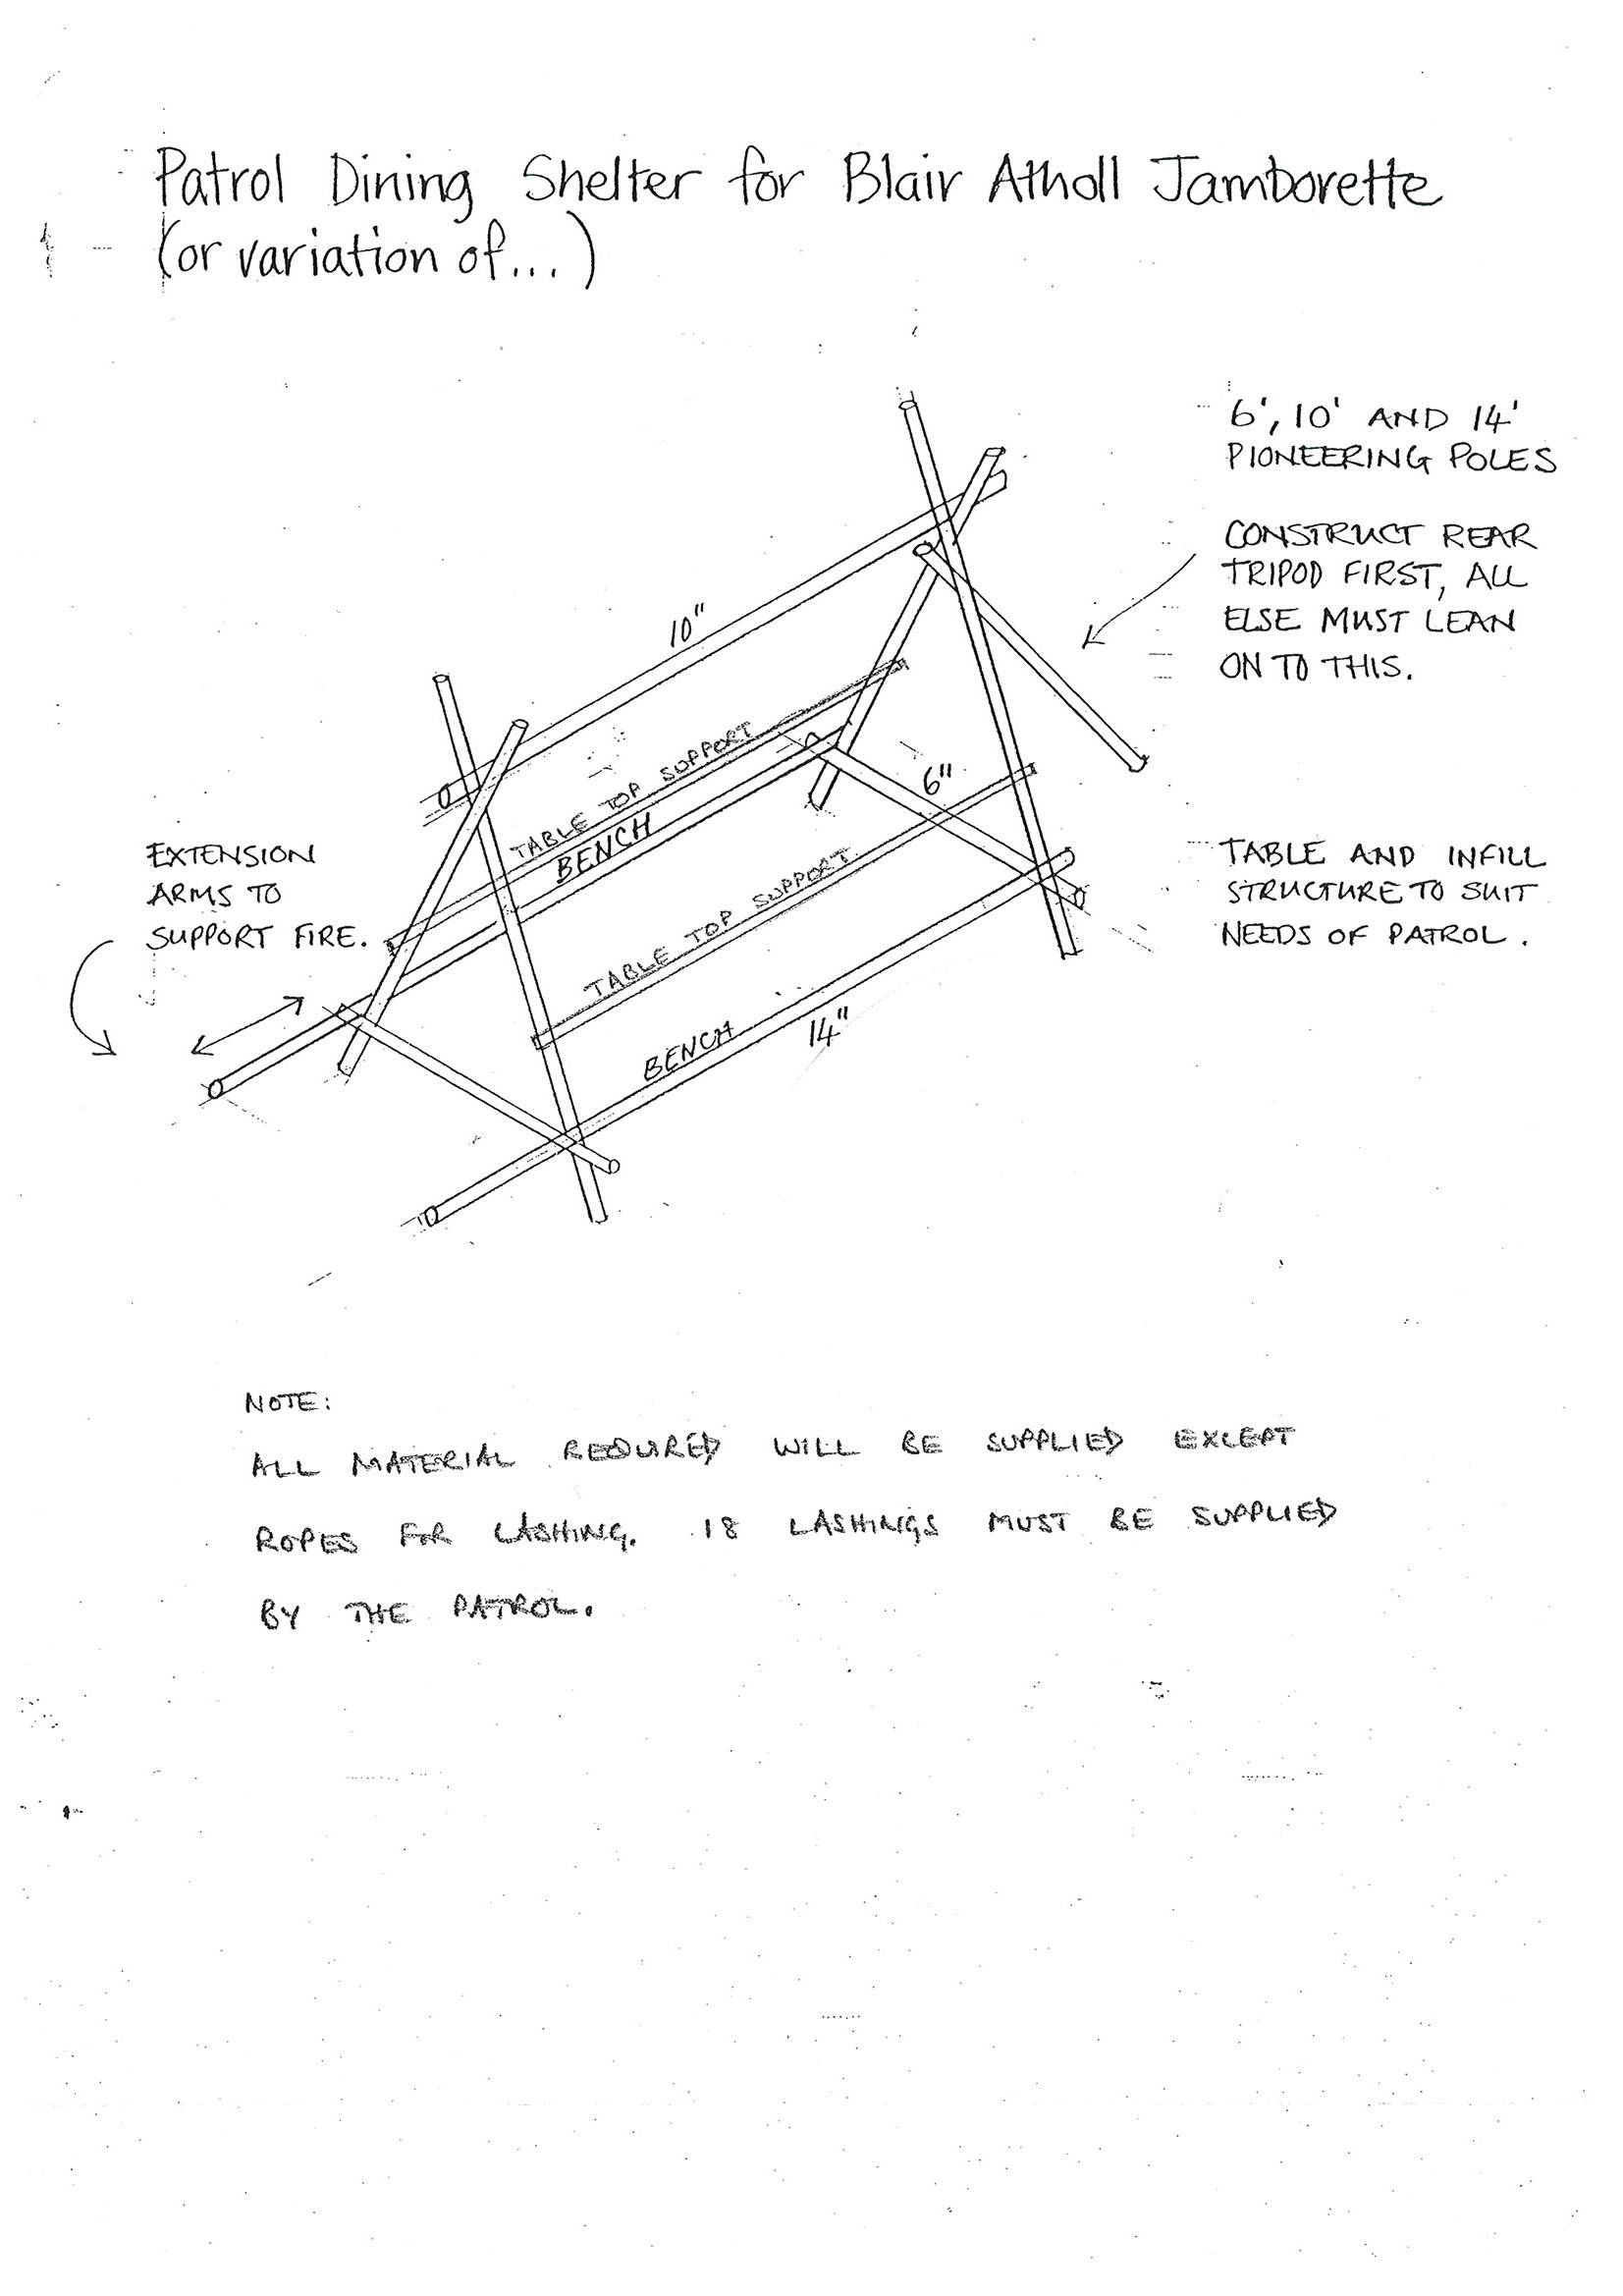 Patrol Dining Shelter for Blair Atholl Jamborette
(or variation of...)
6', 10' AND 14'
PIONEERING POLES
CONSTRUCT REAR
TRIPOD FIRST, ALL
ELSE MUST LEAN
ON TO THIS.
10"
TABLE TOP SUPPORT
BENCH
6"
TABLE TOP SUPPORT
BENCH
14"
EXTENSION
ARMS TO
SUPPORT FIRE.
TABLE AND INFILL
STRUCTURE TO SUIT
NEEDS OF PATROL.
NOTE:
ALL MATERIAL REQUIRED WILL BE SUPPLIED EXCEPT
ROPES FOR LASHING. 18 LASHINGS MUST BE SUPPLIED
BY THE PATROL.